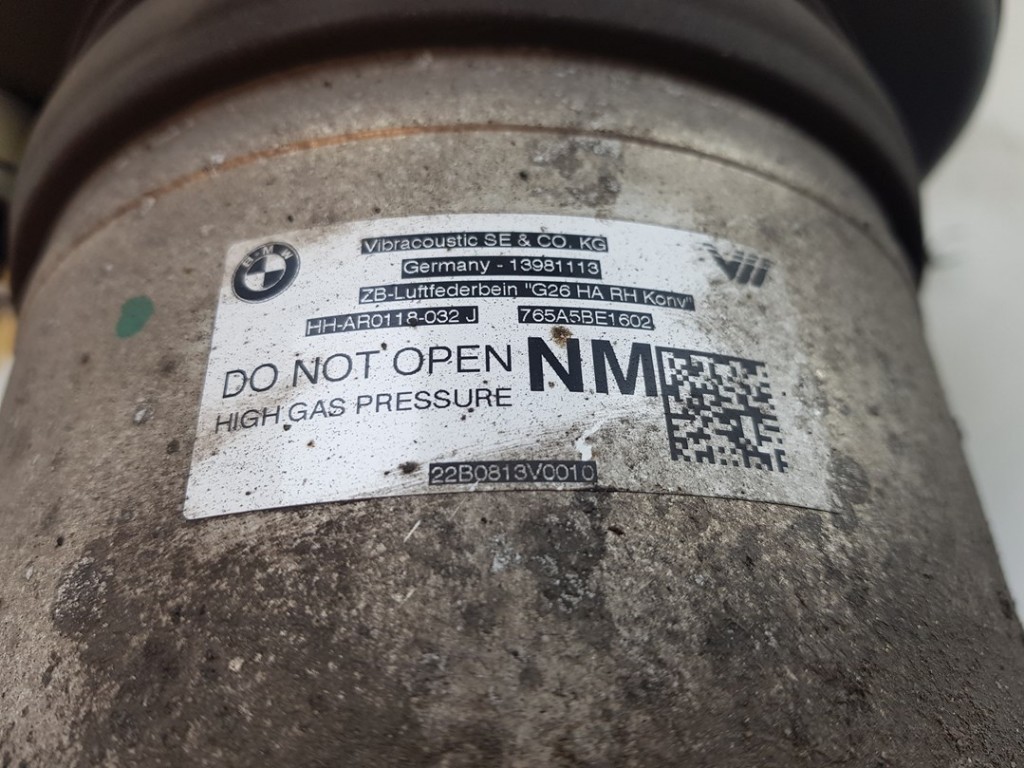 BMW
Vibracoustic SE & CO. KG
Germany - 13981113
ZB-Luftfederbein "G26 HA RH Konv"
HH-AR0118-032 J 765A5BE1602
DO NOT OPEN NM
HIGH GAS PRESSURE
22B0813V0010